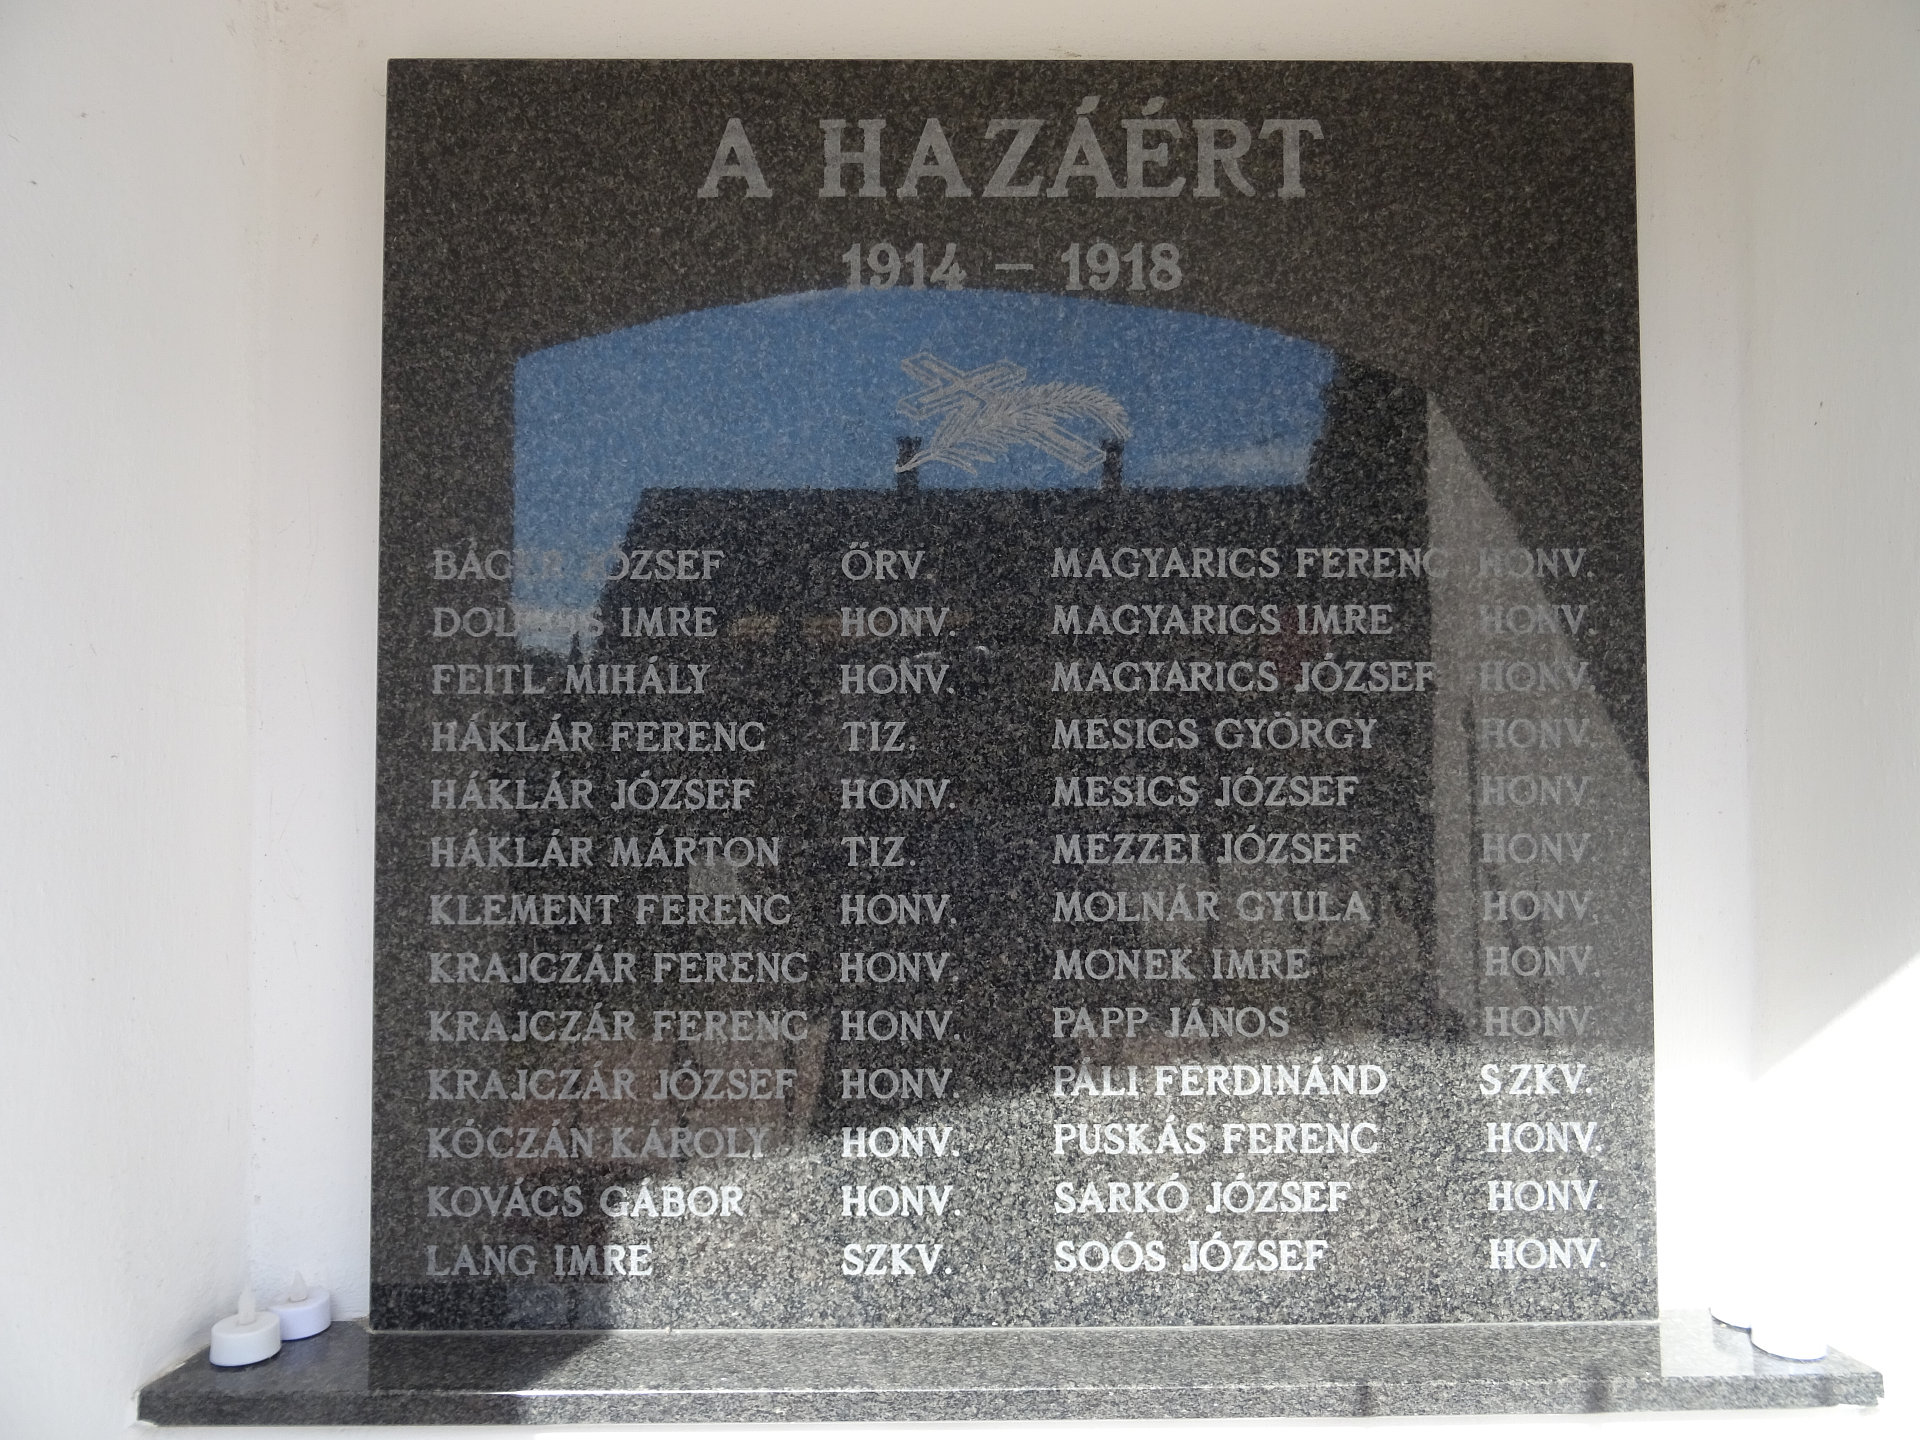 A HAZÁÉRT
1914 – 1918
JÓZSEF ŐRV.
IMRE HONV.
FEITL MIHÁLY HONV.
HÁKLÁR FERENC TIZ.
HÁKLÁR JÓZSEF HONV.
HÁKLÁR MÁRTON TIZ.
KLEMENT FERENC HONV.
KRAJCZÁR FERENC HONV.
KRAJCZÁR FERENC HONV.
KRAJCZÁR JÓZSEF HONV.
KÓCZÁN KÁROLY HONV.
KOVÁCS GÁBOR HONV.
LANG IMRE SZKV.
MAGYARICS FERENC HONV.
MAGYARICS IMRE HONV.
MAGYARICS JÓZSEF HONV.
MESICS GYÖRGY HONV.
MESICS JÓZSEF HONV.
MEZZEI JÓZSEF HONV.
MOLNÁR GYULA HONV.
MONEK IMRE HONV.
PAPP JÁNOS HONV.
PÁLI FERDINÁND SZKV.
PUSKÁS FERENC HONV.
SARKÓ JÓZSEF HONV.
SOÓS JÓZSEF HONV.